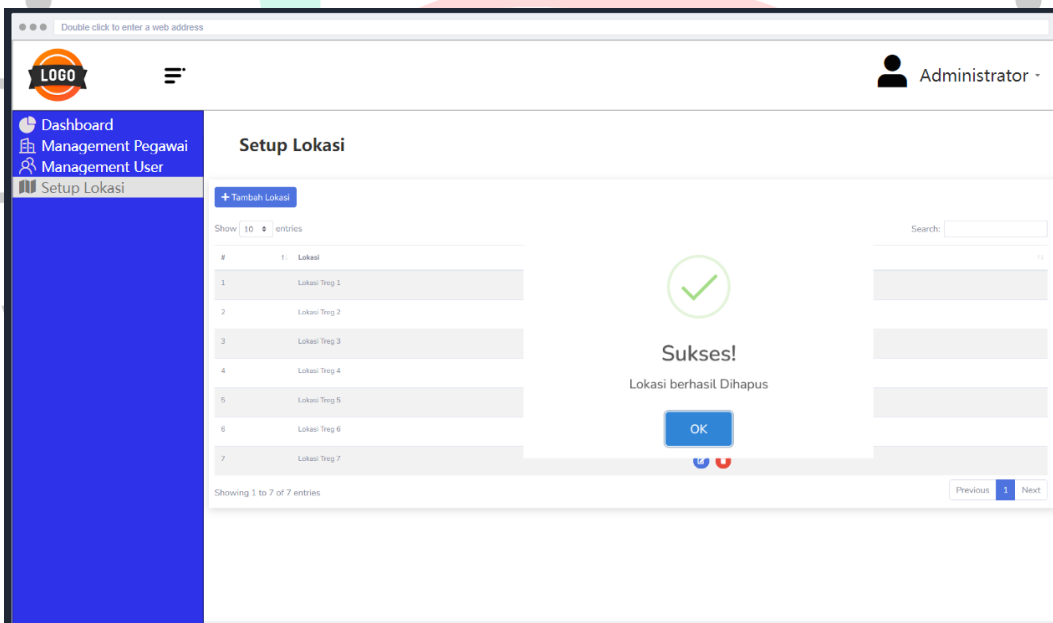 Double click to enter a web address
LOGO
Administrator
Dashboard
Management Pegawai
Management User
Setup Lokasi
Setup Lokasi
+ Tambah Lokasi
Show 10 entries
Search:
# Lokasi
1 Lokasi Treg 1
2 Lokasi Treg 2
3 Lokasi Treg 3
4 Lokasi Treg 4
5 Lokasi Treg 5
6 Lokasi Treg 6
7 Lokasi Treg 7
Sukses!
Lokasi berhasil Dihapus
OK
Showing 1 to 7 of 7 entries
Previous 1 Next